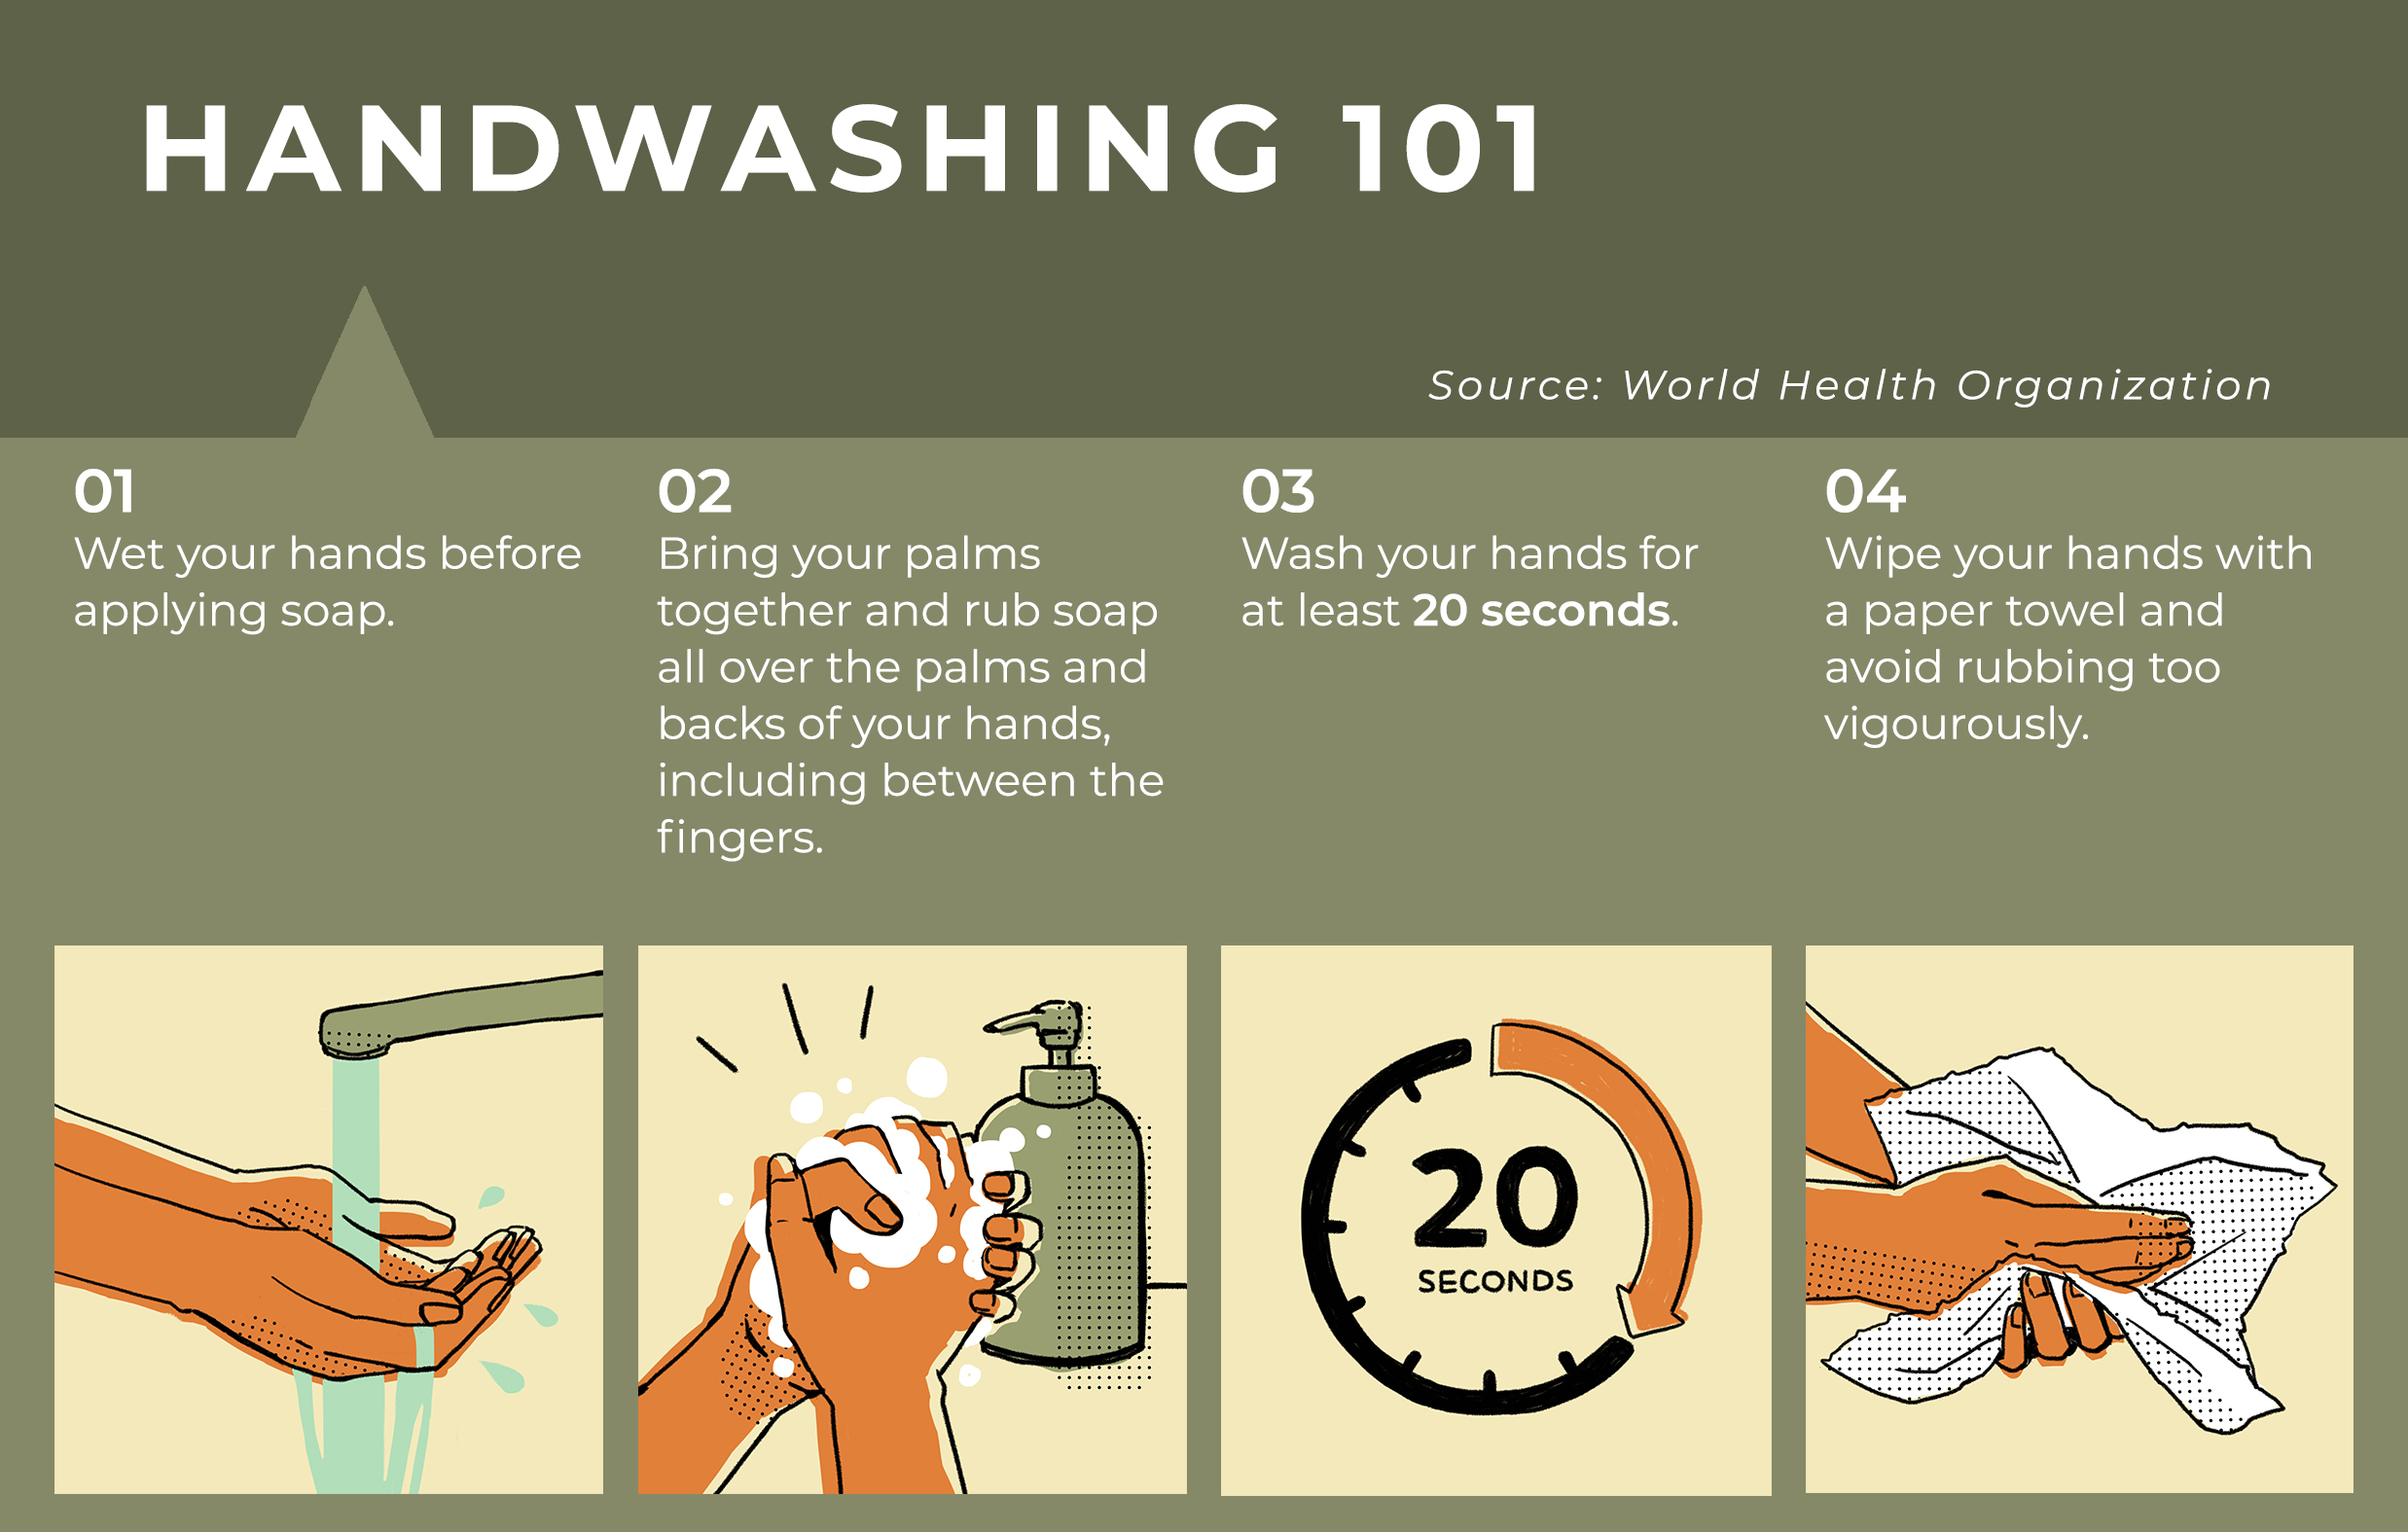 HANDWASHING 101
Source: World Health Organization
01
Wet your hands before
applying soap.
02
Bring your palms
together and rub soap
all over the palms and
backs of your hands,
including between the
fingers.
03
Wash your hands for
at least 20 seconds.
04
Wipe your hands with
a paper towel and
avoid rubbing too
vigourously.
20
SECONDS